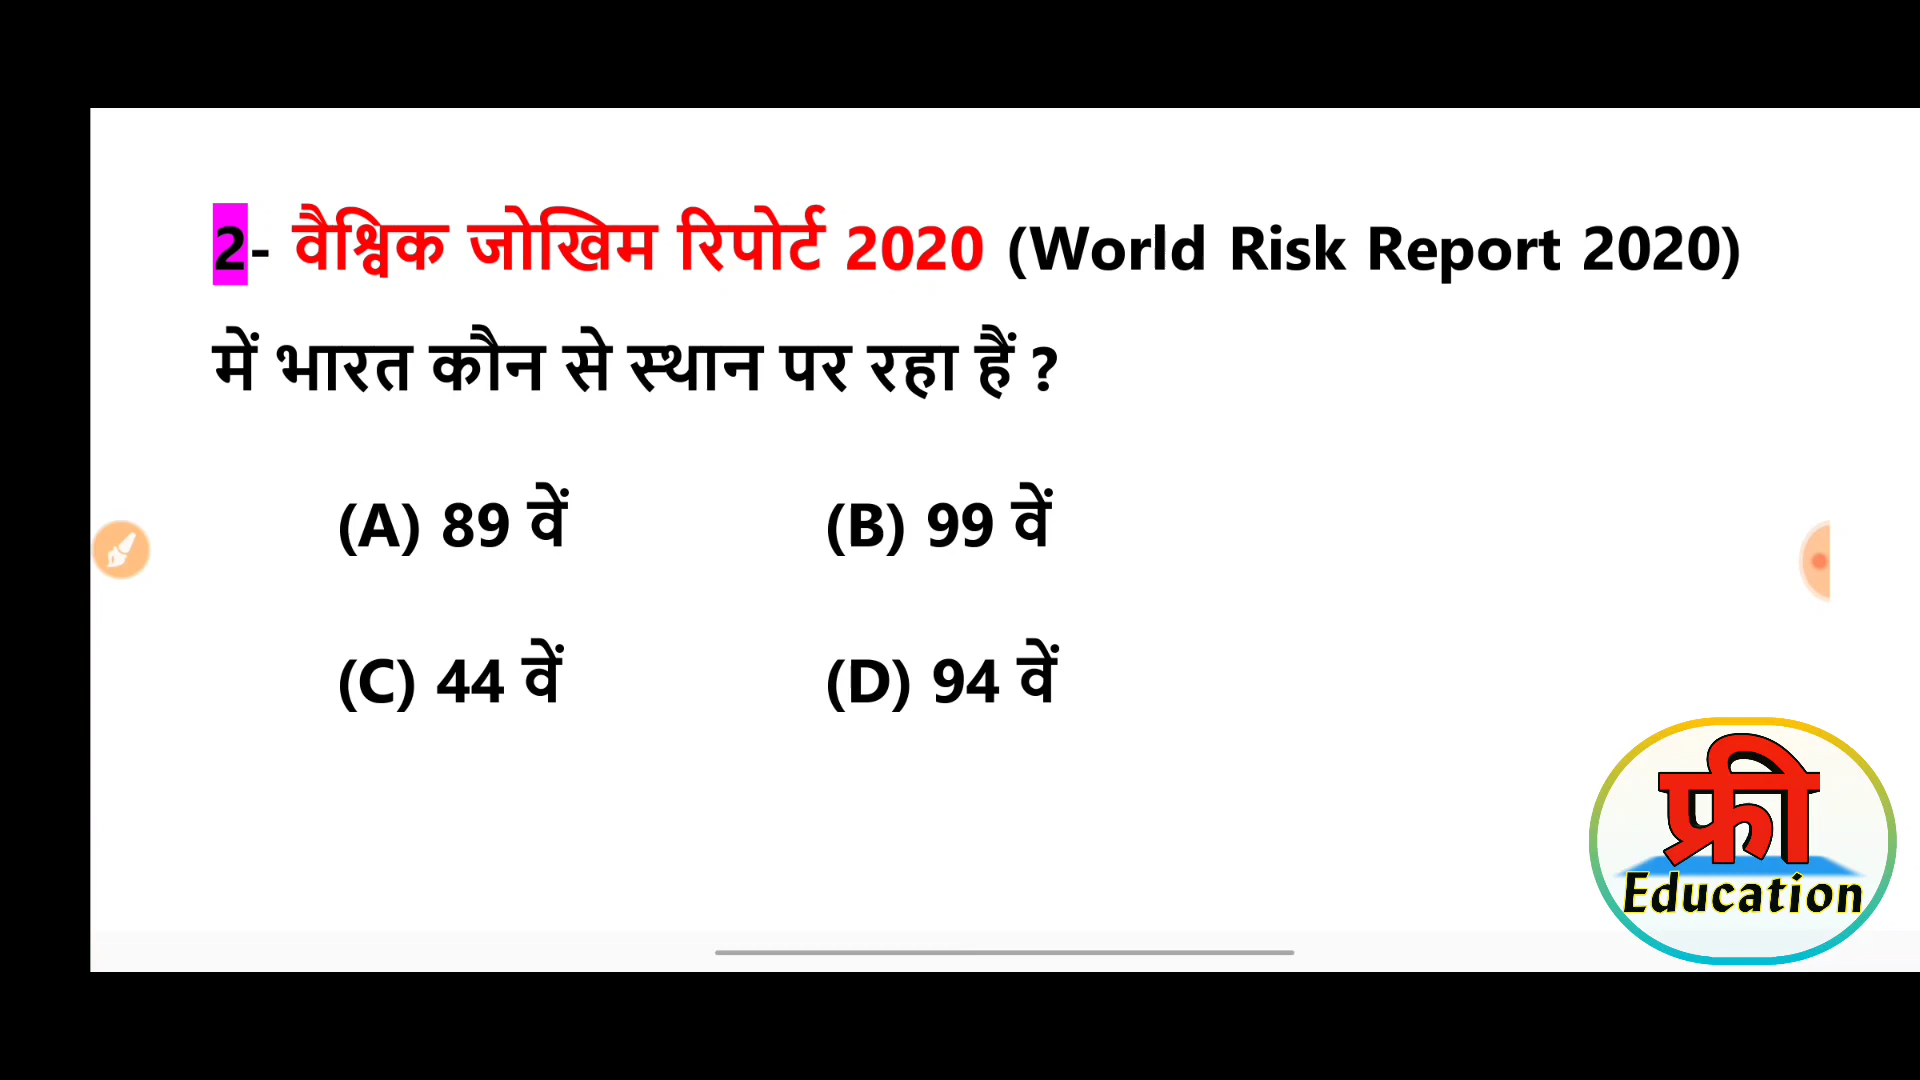 2- वैश्विक जोखिम रिपोर्ट 2020 (World Risk Report 2020)
में भारत कौन से स्थान पर रहा हैं ?
(A) 89 वें (B) 99 वें
(C) 44 वें (D) 94 वें
फ्री
Education